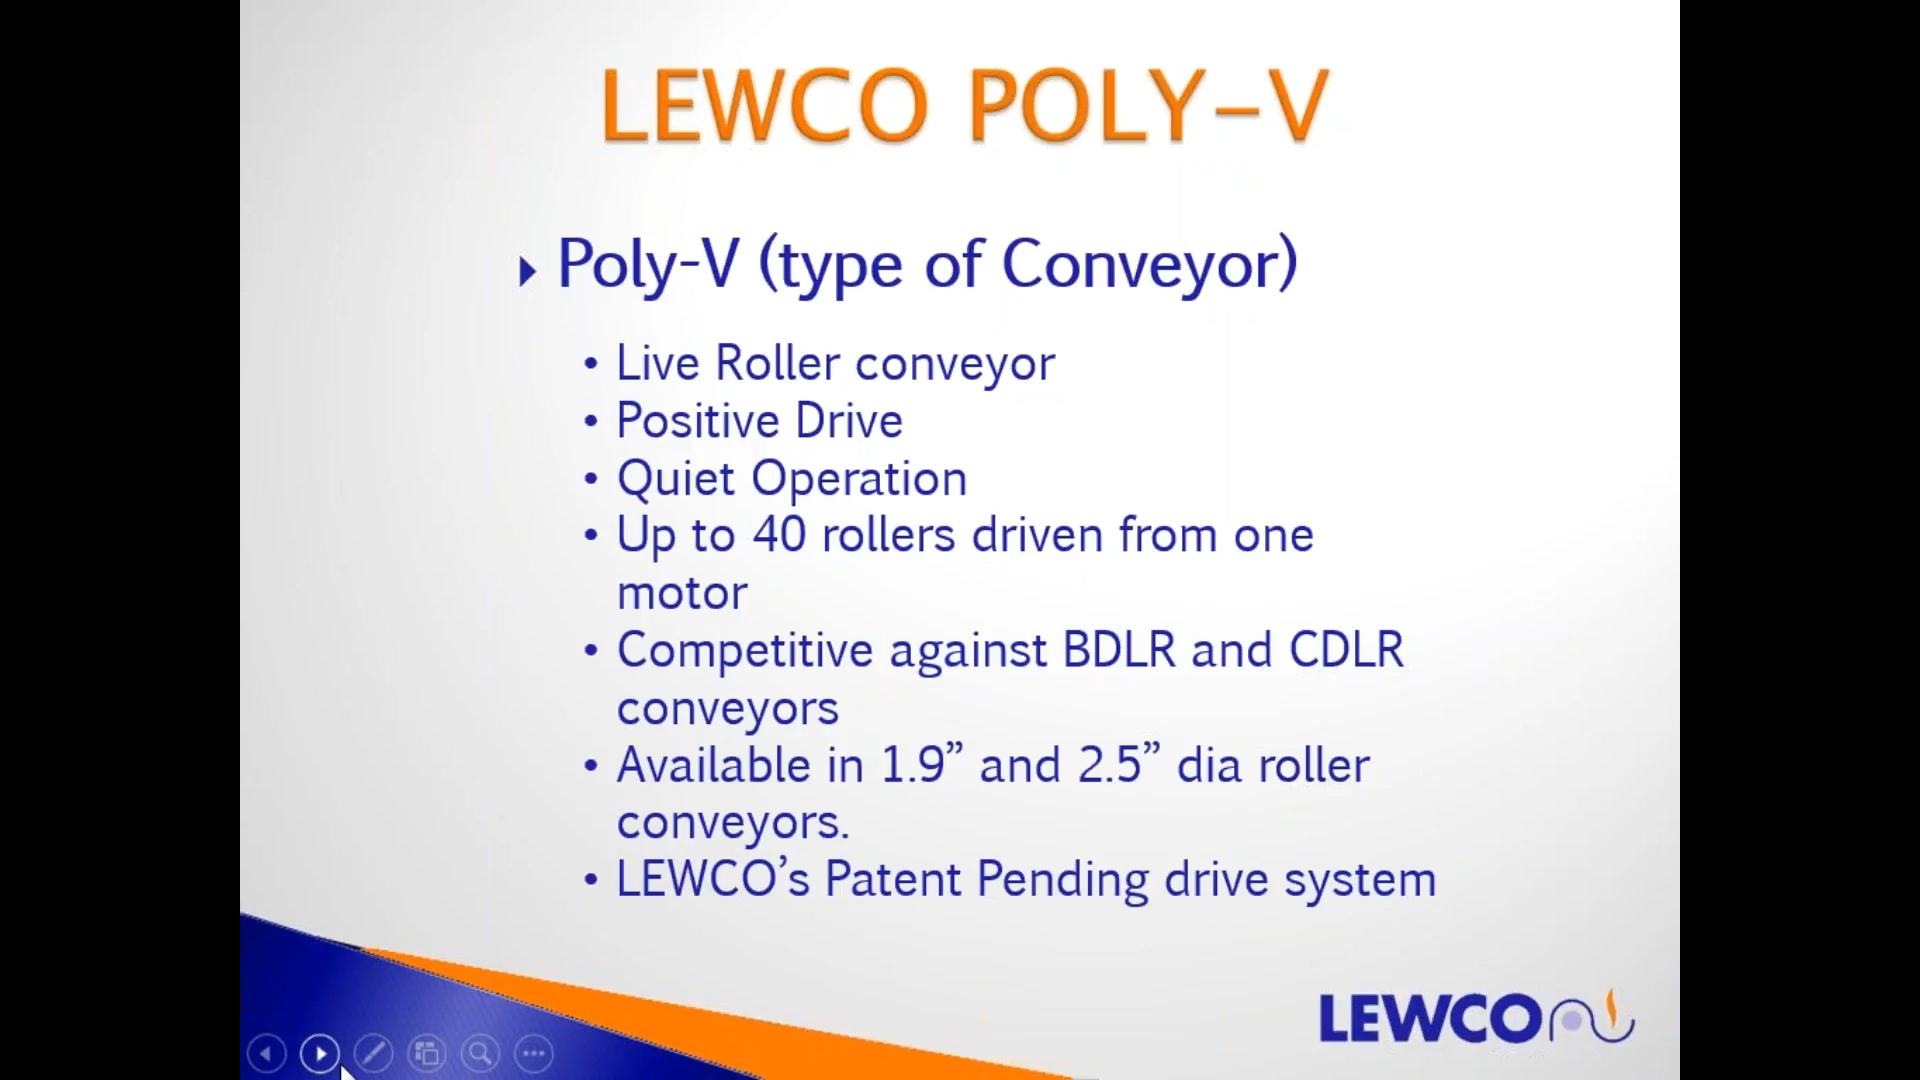 LEWCO POLY-V
Poly-V (type of Conveyor)
• Live Roller conveyor
• Positive Drive
• Quiet Operation
• Up to 40 rollers driven from one
motor
• Competitive against BDLR and CDLR
conveyors
• Available in 1.9” and 2.5” dia roller
conveyors.
• LEWCO’s Patent Pending drive system
LEWCO